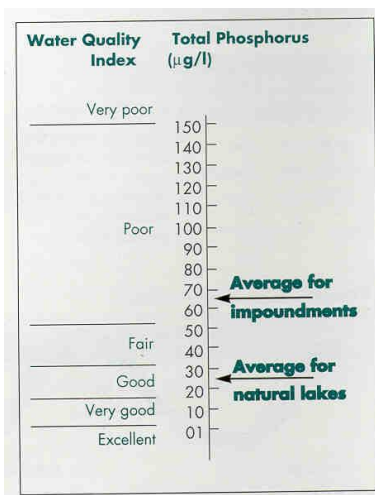 Water Quality Index
Total Phosphorus (µg/l)
Very poor
150
140
130
120
110
Poor
100
90
80
70
Average for impoundments
60
50
Fair
40
30
Average for natural lakes
Good
20
Very good
10
Excellent
01